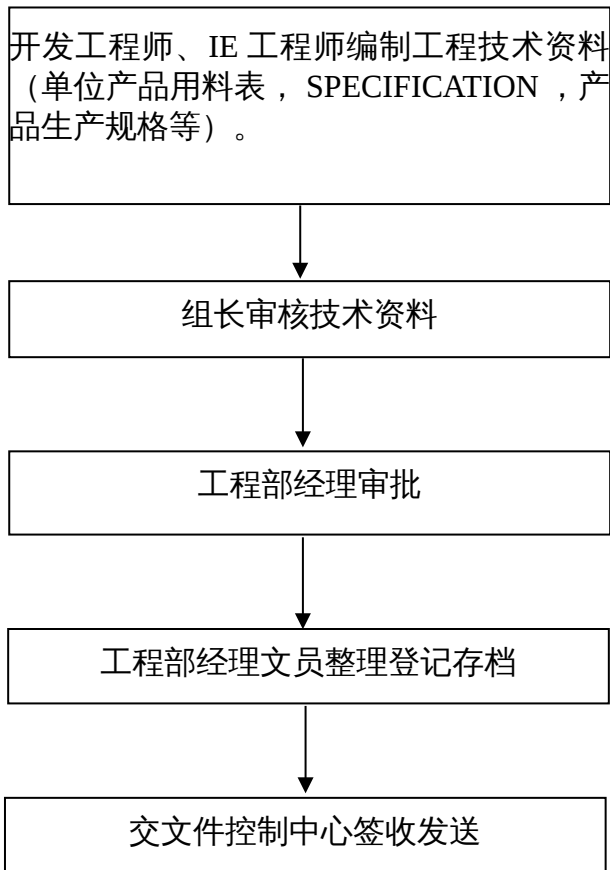 开发工程师、IE 工程师编制工程技术资料
（单位产品用料表， SPECIFICATION ，产
品生产规格等）。
组长审核技术资料
工程部经理审批
工程部经理文员整理登记存档
交文件控制中心签收发送